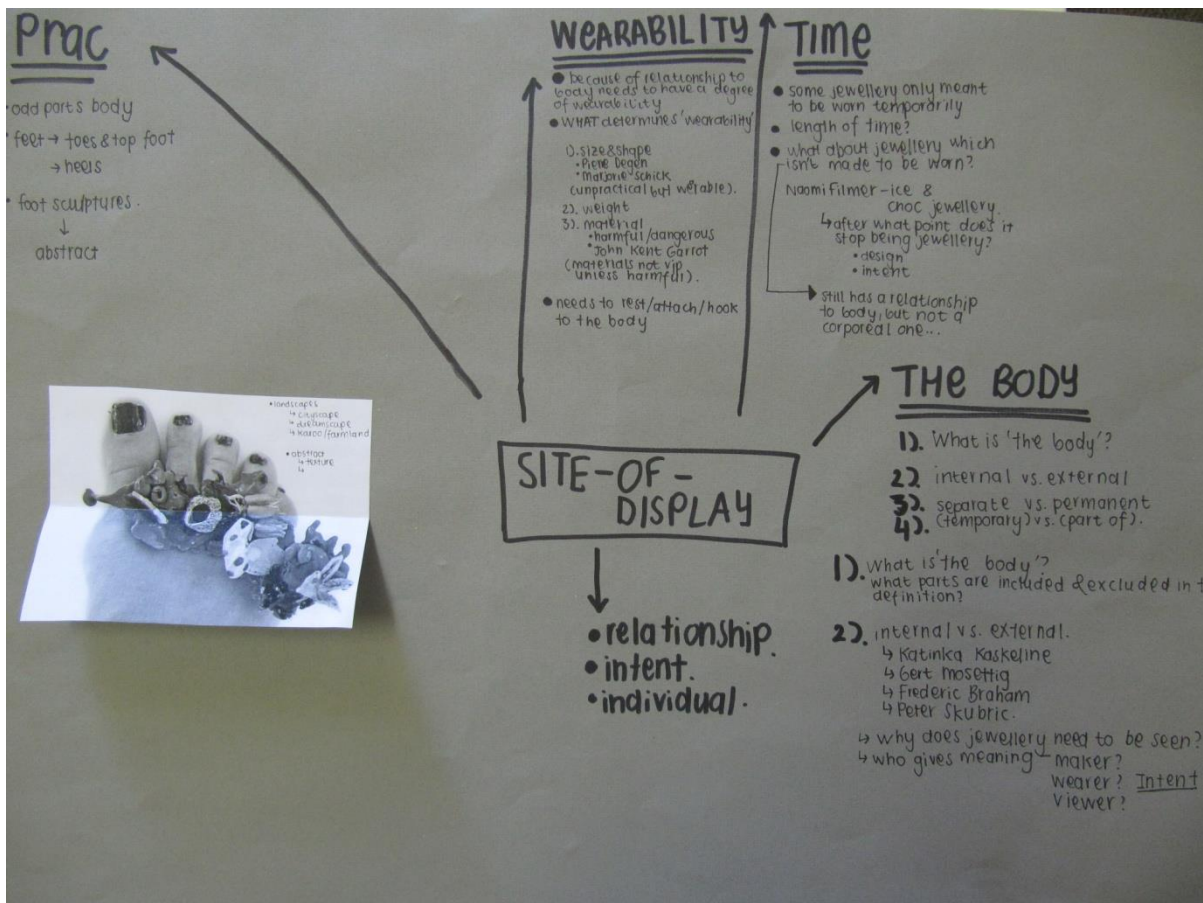 Prac
• odd parts body
• feet → toes & top foot
→ heels
• foot sculptures.
↓
abstract
• landscapes
↳ cityscape
↳ dreamscape
↳ karoo/farmland
• abstract
↳ texture
↳
WEARABILITY
• because of relationship to
body needs to have a degree
of wearability
• WHAT determines 'wearability'
1). size & shape
• Pierre Degen
• Marjorie Schick
(unpractical but werable).
2). weight
3). material
• harmful/dangerous
• John Kent Garrot
(materials not vip
unless harmful).
• needs to rest/attach/hook
to the body
TIME
• some jewellery only meant
to be worn temporarily
• length of time?
• what about jewellery which
isn't made to be worn?
Naomi Filmer - ice &
choc jewellery.
↳ after what point does it
stop being jewellery?
• design
• intent
still has a relationship
to body, but not a
corporeal one...
SITE-OF-
DISPLAY
• relationship.
• intent.
• individual.
THE BODY
1). What is 'the body'?
2). internal vs. external
3). separate vs. permanent
4). (temporary) vs. (part of).
1). what is 'the body'?
what parts are included & excluded in
definition?
2). internal vs. external.
↳ Katinka Kaskeline
↳ Gert Mosettig
↳ Frederic Braham
↳ Peter Skubric.
↳ why does jewellery need to be seen?
↳ who gives meaning - maker?
wearer? Intent
viewer?